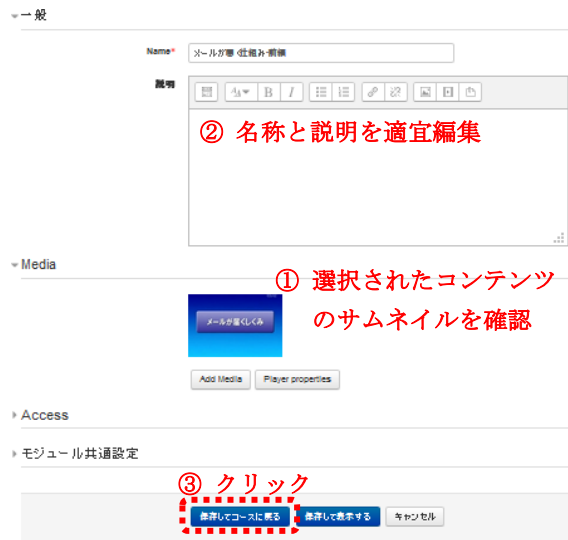 一般
Name*
メールが届く仕組み-前編
説明
② 名称と説明を適宜編集
Media
① 選択されたコンテンツ
のサムネイルを確認
メールが届くしくみ
Add Media
Player properties
Access
モジュール共通設定
③ クリック
保存してコースに戻る
保存して表示する
キャンセル